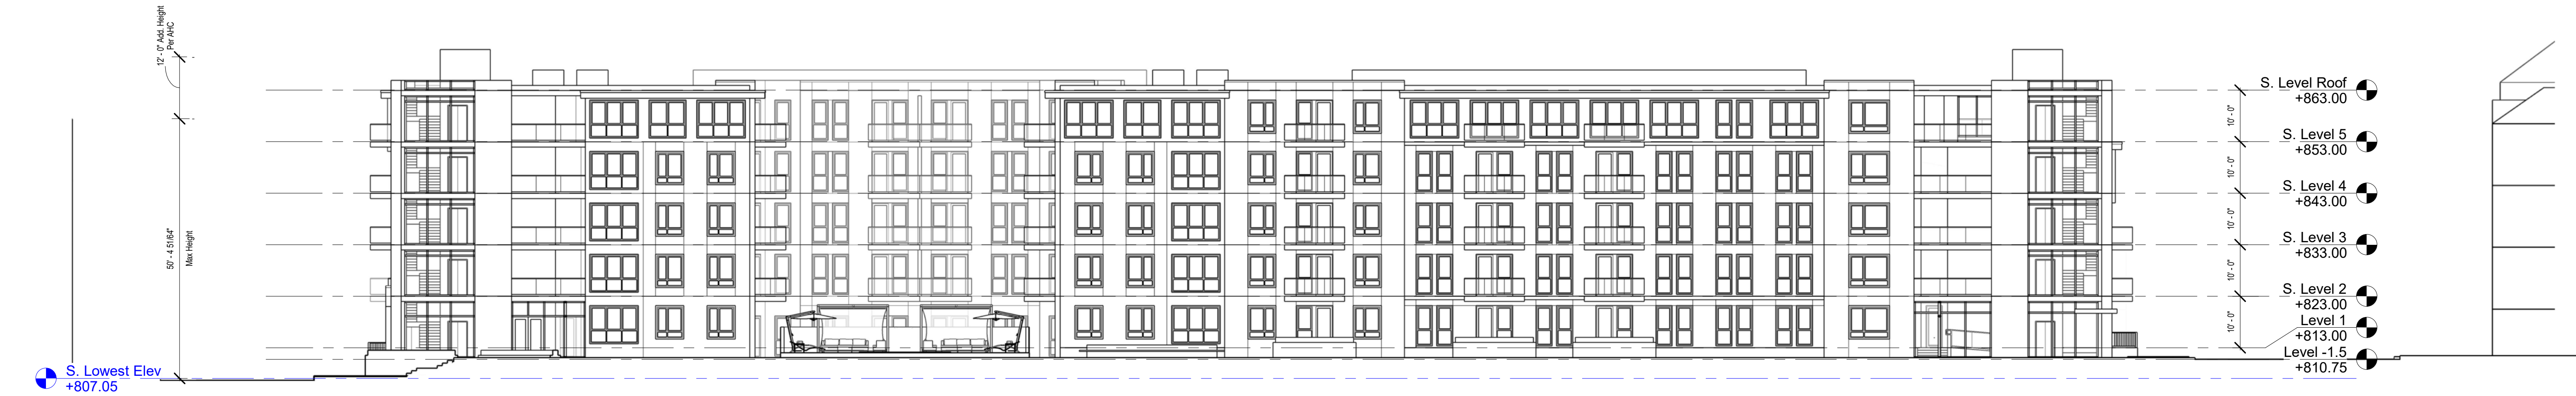 12' - 0" Add. Height
Per AHC
50' - 4 51/64"
Max Height
S. Lowest Elev
+807.05
S. Level Roof
+863.00
10' - 0"
S. Level 5
+853.00
10' - 0"
S. Level 4
+843.00
10' - 0"
S. Level 3
+833.00
10' - 0"
S. Level 2
+823.00
10' - 0"
Level 1
+813.00
Level -1.5
+810.75